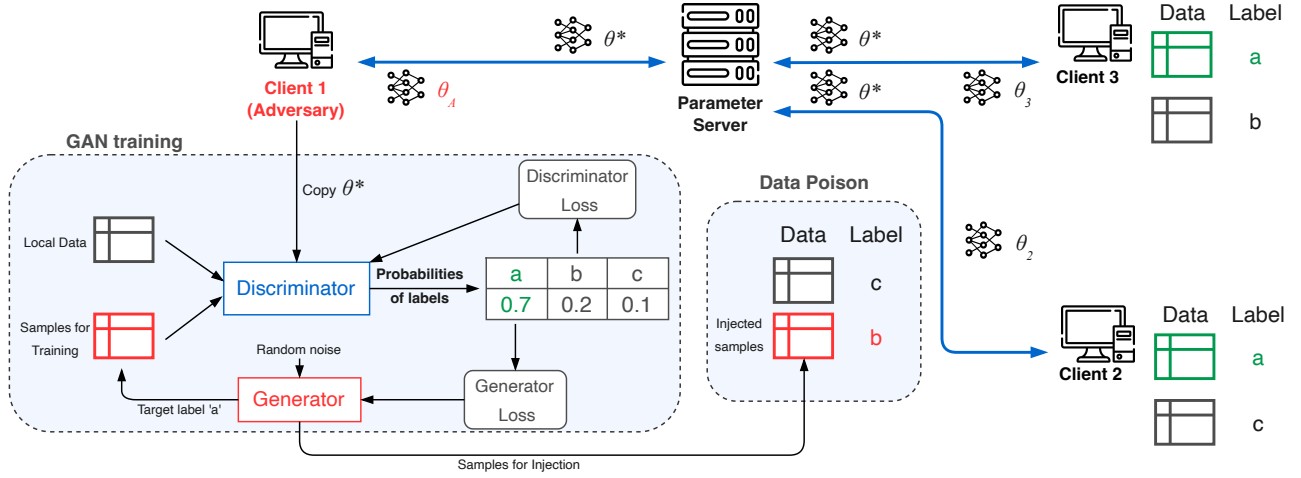 θ*
θ*
Data
Label
a
θ_A
θ*
θ_3
Client 1
(Adversary)
Parameter
Server
Client 3
b
GAN training
Copy θ*
Discriminator
Loss
Data Poison
Local Data
Data
Label
θ_2
Discriminator
Probabilities
of labels
a
b
c
0.7
0.2
0.1
c
Samples for
Training
Injected
samples
b
Data
Label
Random noise
Client 2
a
Generator
Target label 'a'
Generator
Loss
c
Samples for Injection